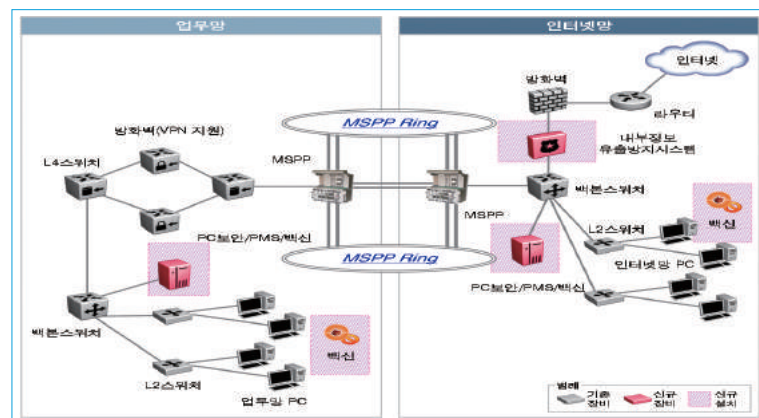 업무망
인터넷망
인터넷
방화벽
라우터
MSPP Ring
방화벽(VPN 지원)
내부정보
유출방지시스템
L4스위치
MSPP
백본스위치
MSPP
L2스위치
백신
PC보안/PMS/백신
인터넷망 PC
MSPP Ring
PC보안/PMS/백신
백본스위치
백신
L2스위치
업무망 PC
범례
기존
장비
신규
장비
신규
설치